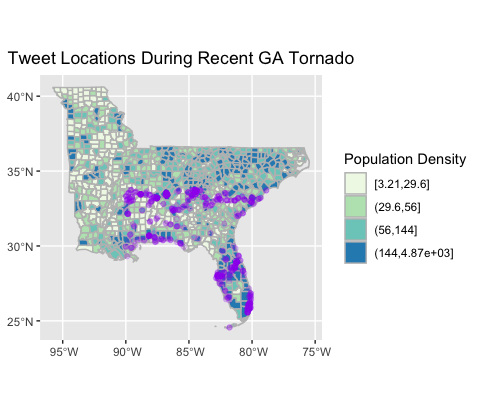 Tweet Locations During Recent GA Tornado
40°N
35°N
30°N
25°N
95°W
90°W
85°W
80°W
75°W
Population Density
[3.21,29.6]
(29.6,56]
(56,144]
(144,4.87e+03]